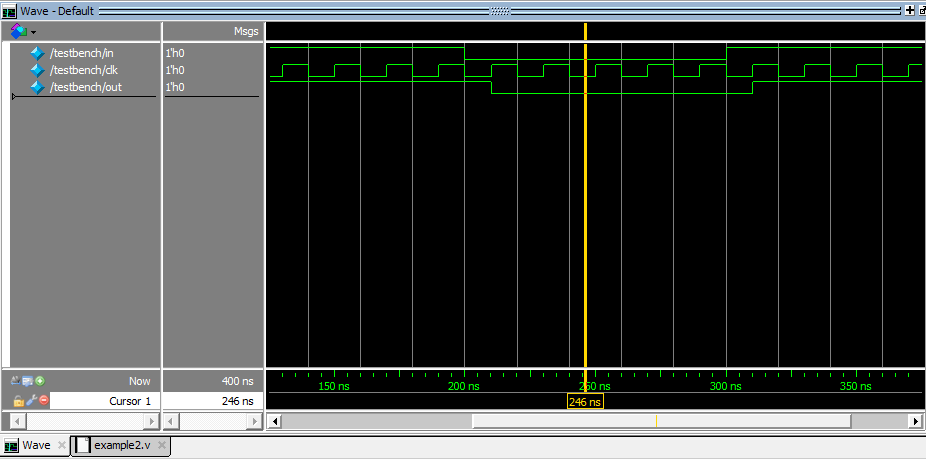 Wave - Default
Msgs
/testbench/in 1'h0
/testbench/clk 1'h0
/testbench/out 1'h0
Now 400 ns 150 ns 200 ns 250 ns 300 ns 350 ns
Cursor 1 246 ns 246 ns
Wave example2.v